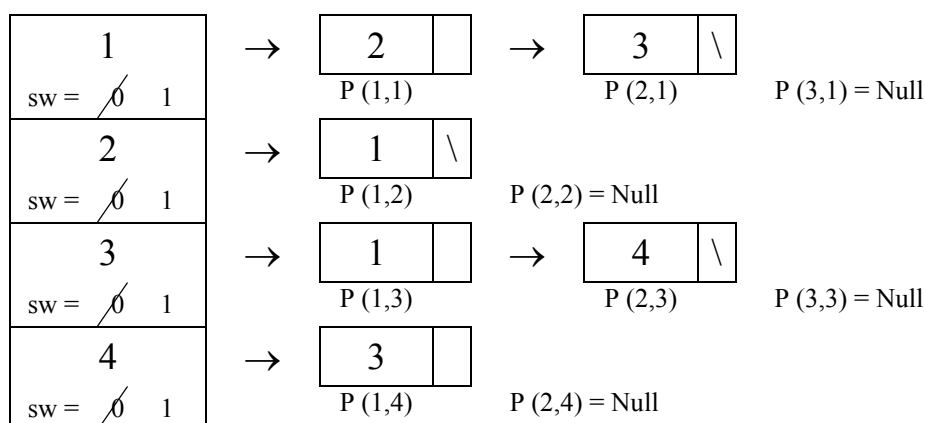 1 → 2 → 3 \
sw = 0 1 P (1,1) P (2,1) P (3,1) = Null
2 → 1 \
sw = 0 1 P (1,2) P (2,2) = Null
3 → 1 → 4 \
sw = 0 1 P (1,3) P (2,3) P (3,3) = Null
4 → 3
sw = 0 1 P (1,4) P (2,4) = Null